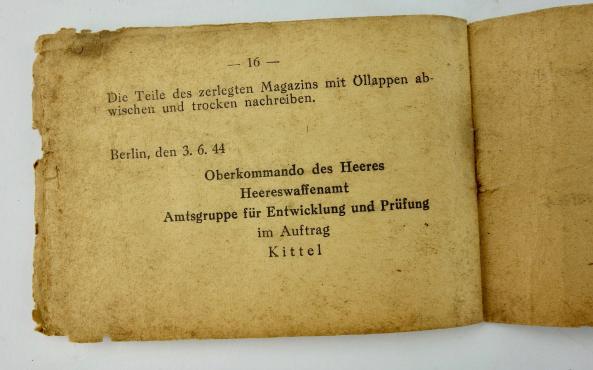 — 16 —
Die Teile des zerlegten Magazins mit Öllappen ab-
wischen und trocken nachreiben.
Berlin, den 3. 6. 44
Oberkommando des Heeres
Heereswaffenamt
Amtsgruppe für Entwicklung und Prüfung
im Auftrag
Kittel